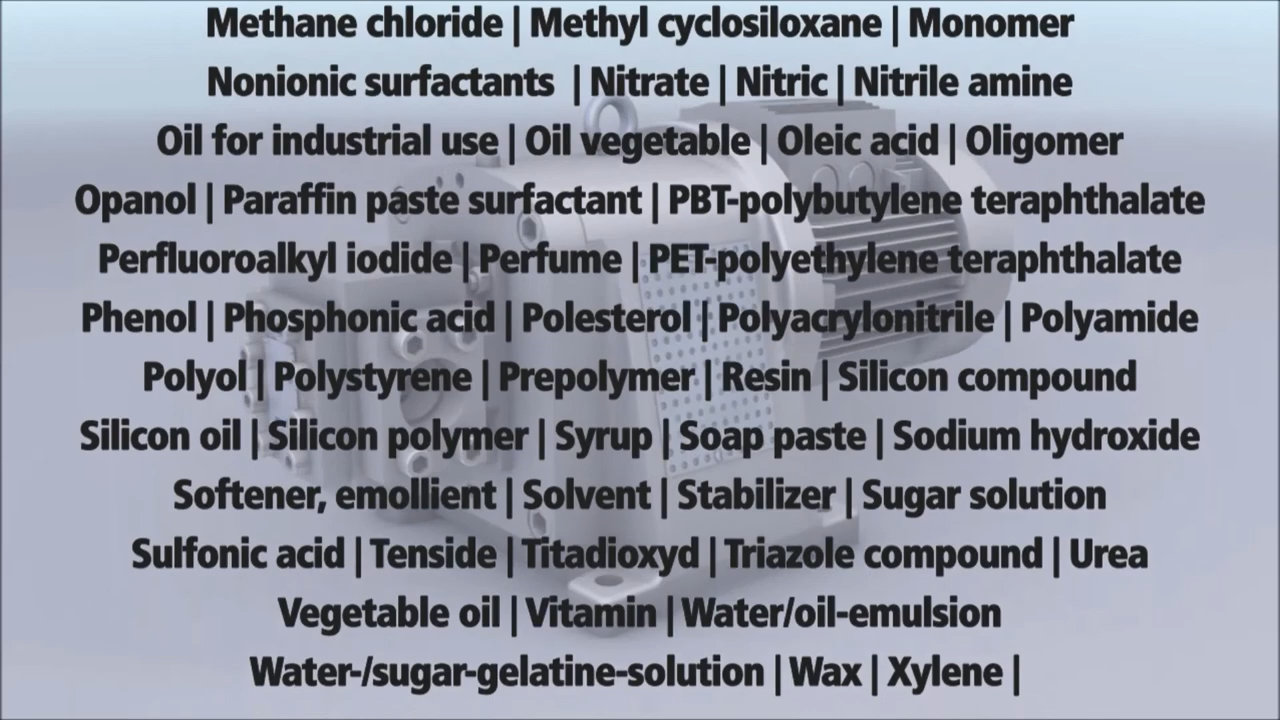 Methane chloride | Methyl cyclosiloxane | Monomer
Nonionic surfactants | Nitrate | Nitric | Nitrile amine
Oil for industrial use | Oil vegetable | Oleic acid | Oligomer
Opanol | Paraffin paste surfactant | PBT-polybutylene teraphthalate
Perfluoroalkyl iodide | Perfume | PET-polyethylene teraphthalate
Phenol | Phosphonic acid | Polesterol | Polyacrylonitrile | Polyamide
Polyol | Polystyrene | Prepolymer | Resin | Silicon compound
Silicon oil | Silicon polymer | Syrup | Soap paste | Sodium hydroxide
Softener, emollient | Solvent | Stabilizer | Sugar solution
Sulfonic acid | Tenside | Titadioxyd | Triazole compound | Urea
Vegetable oil | Vitamin | Water/oil-emulsion
Water-/sugar-gelatine-solution | Wax | Xylene |